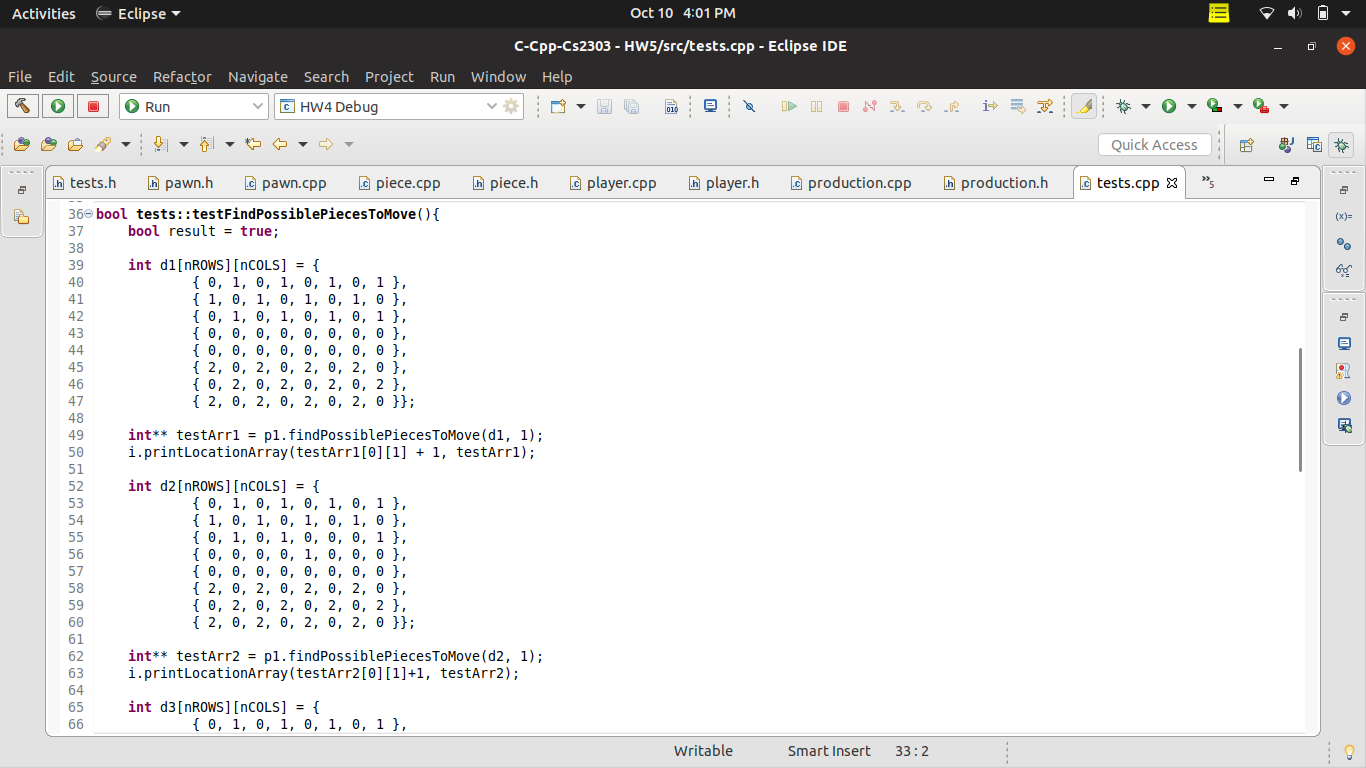 Activities Eclipse Oct 10 4:01 PM
C-Cpp-Cs2303 - HW5/src/tests.cpp - Eclipse IDE
File Edit Source Refactor Navigate Search Project Run Window Help
Run HW4 Debug
Quick Access
tests.h pawn.h pawn.cpp piece.cpp piece.h player.cpp player.h production.cpp production.h tests.cpp »5
36 bool tests::testFindPossiblePiecesToMove(){
37 bool result = true;
38
39 int d1[nROWS][nCOLS] = {
40 { 0, 1, 0, 1, 0, 1, 0, 1 },
41 { 1, 0, 1, 0, 1, 0, 1, 0 },
42 { 0, 1, 0, 1, 0, 1, 0, 1 },
43 { 0, 0, 0, 0, 0, 0, 0, 0 },
44 { 0, 0, 0, 0, 0, 0, 0, 0 },
45 { 2, 0, 2, 0, 2, 0, 2, 0 },
46 { 0, 2, 0, 2, 0, 2, 0, 2 },
47 { 2, 0, 2, 0, 2, 0, 2, 0 }};
48
49 int** testArr1 = p1.findPossiblePiecesToMove(d1, 1);
50 i.printLocationArray(testArr1[0][1] + 1, testArr1);
51
52 int d2[nROWS][nCOLS] = {
53 { 0, 1, 0, 1, 0, 1, 0, 1 },
54 { 1, 0, 1, 0, 1, 0, 1, 0 },
55 { 0, 1, 0, 1, 0, 0, 0, 1 },
56 { 0, 0, 0, 0, 1, 0, 0, 0 },
57 { 0, 0, 0, 0, 0, 0, 0, 0 },
58 { 2, 0, 2, 0, 2, 0, 2, 0 },
59 { 0, 2, 0, 2, 0, 2, 0, 2 },
60 { 2, 0, 2, 0, 2, 0, 2, 0 }};
61
62 int** testArr2 = p1.findPossiblePiecesToMove(d2, 1);
63 i.printLocationArray(testArr2[0][1]+1, testArr2);
64
65 int d3[nROWS][nCOLS] = {
66 { 0, 1, 0, 1, 0, 1, 0, 1 },
(x)=
Writable Smart Insert 33 : 2